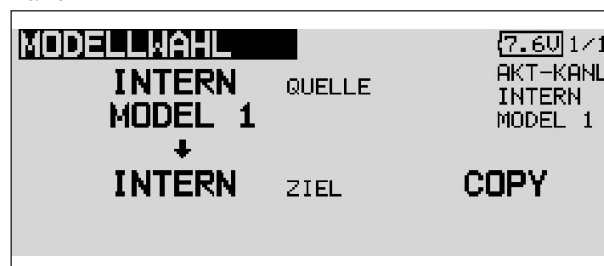 MODELLWAHL 7.6V 1/1
INTERN QUELLE AKT-KANL
MODEL 1 INTERN
MODEL 1
INTERN ZIEL COPY